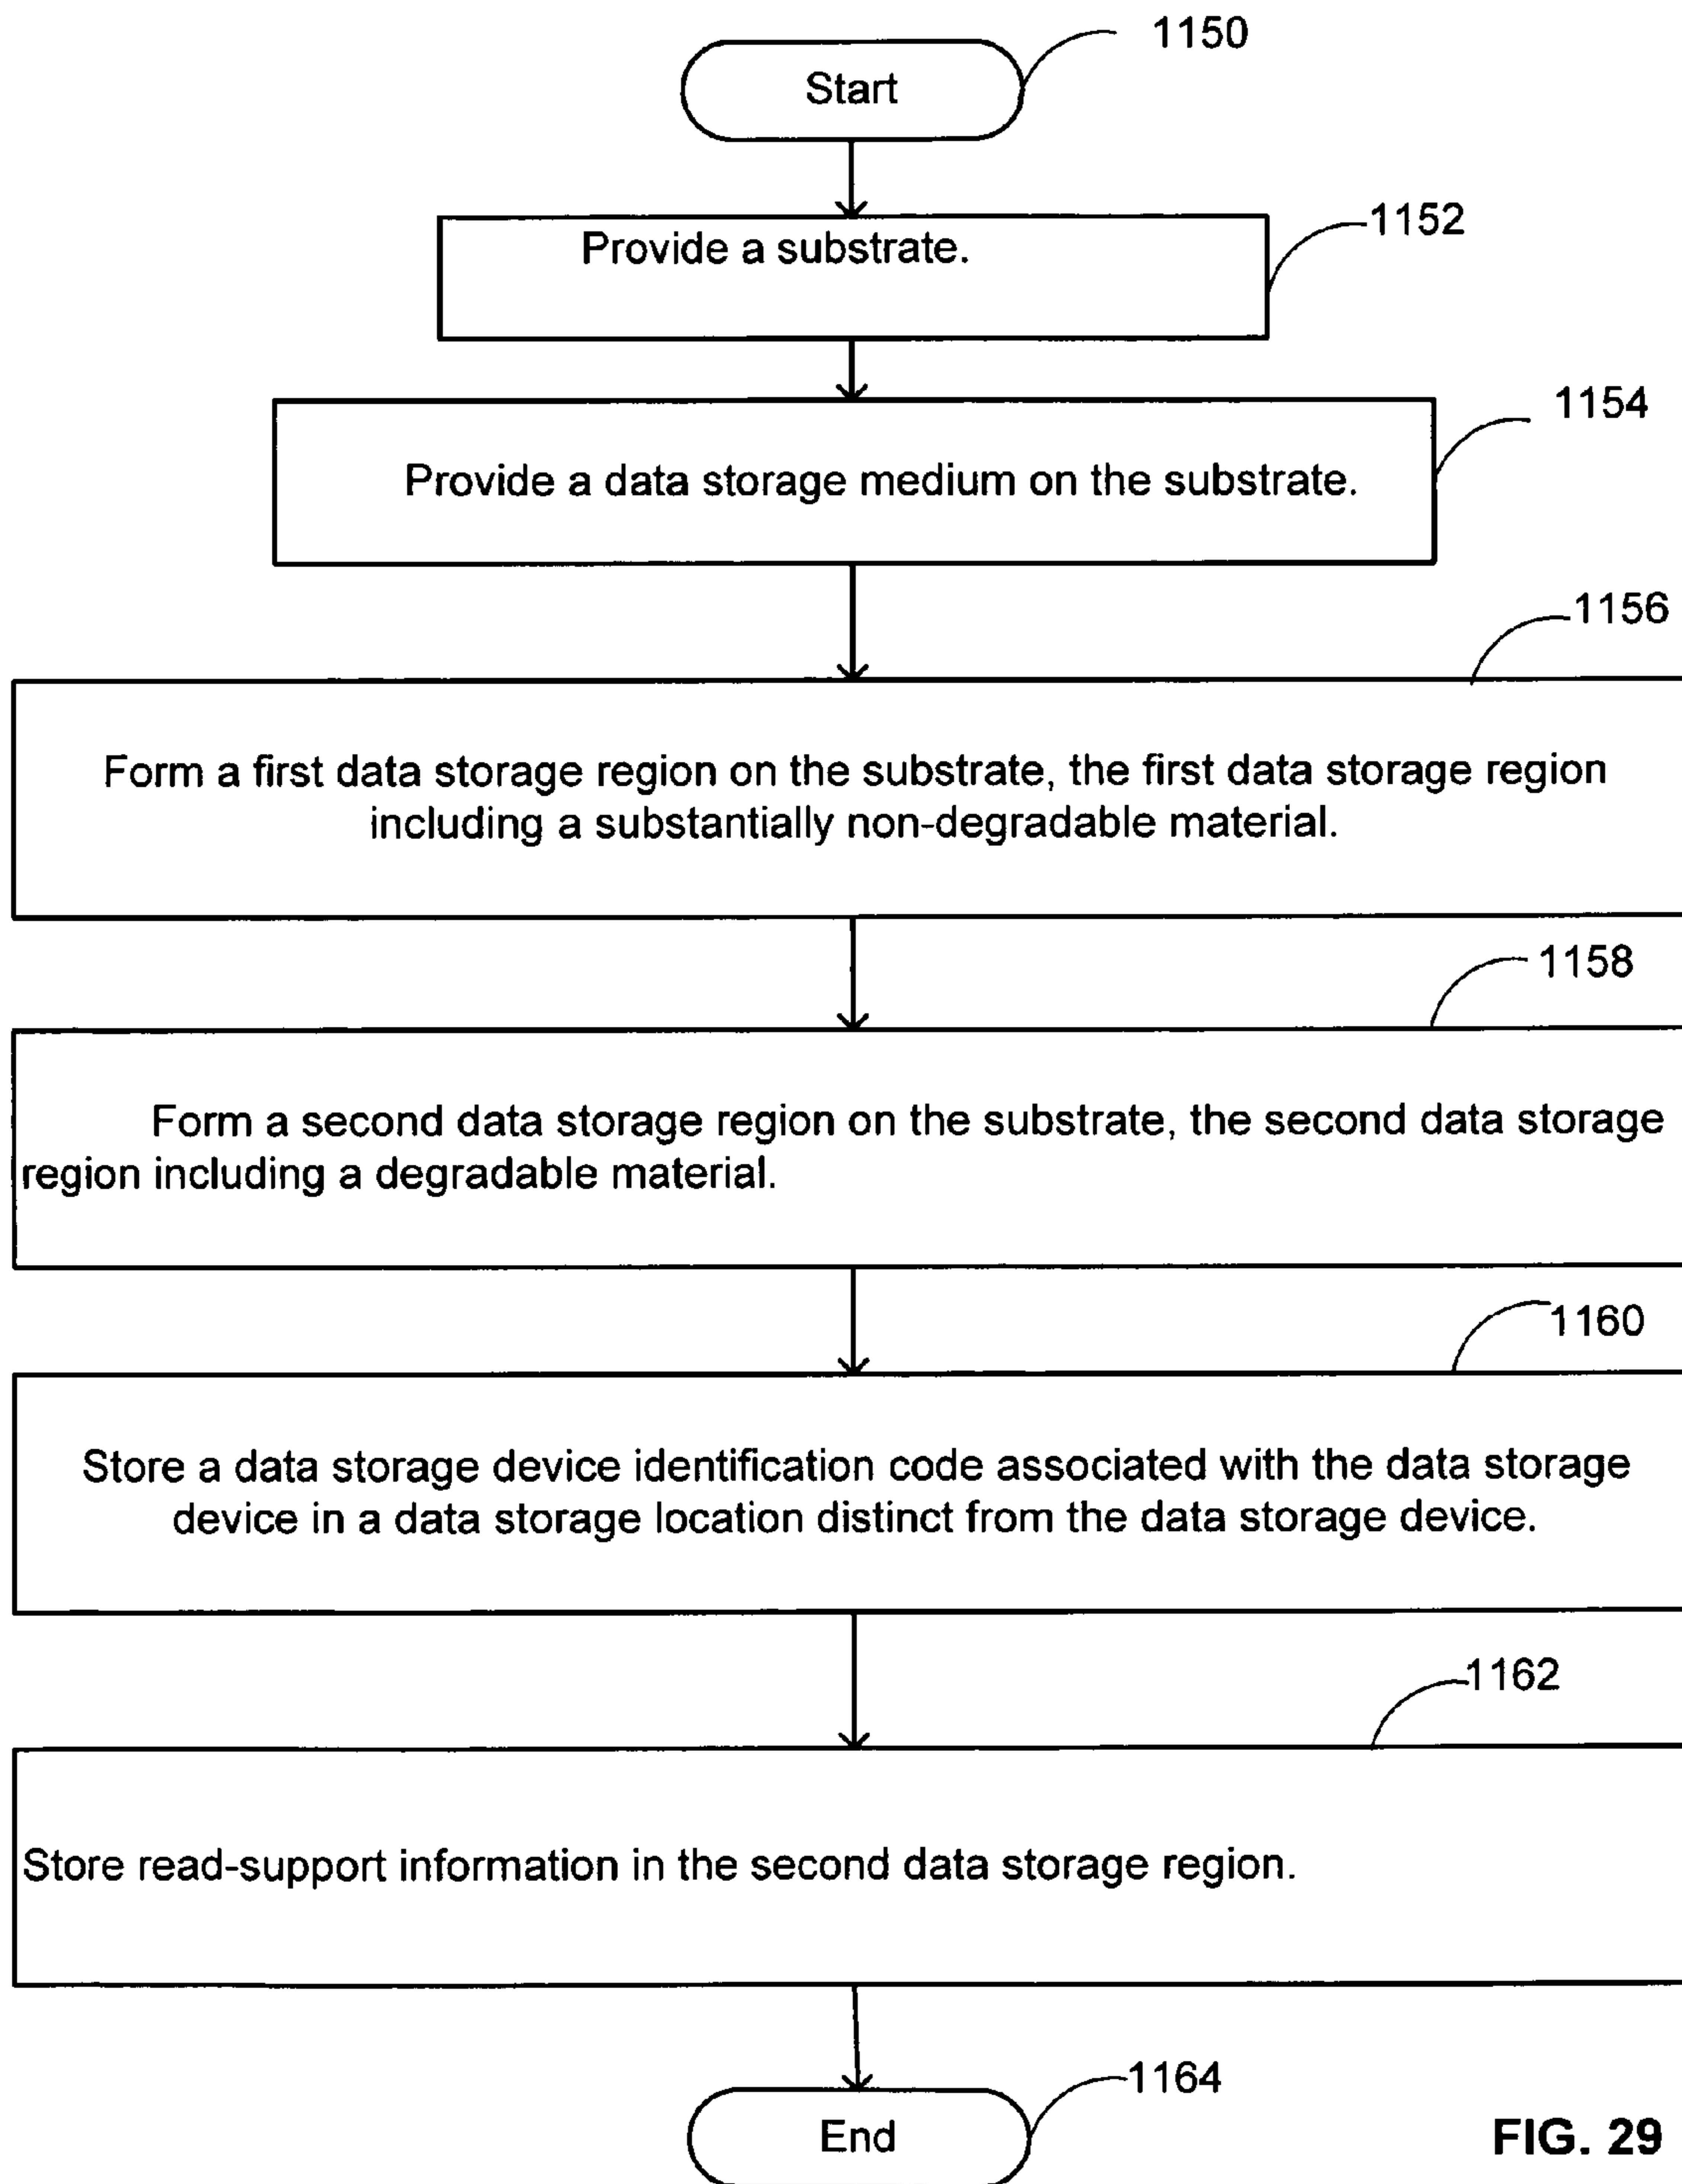 1150
Start
1152
Provide a substrate.
1154
Provide a data storage medium on the substrate.
1156
Form a first data storage region on the substrate, the first data storage region
including a substantially non-degradable material.
1158
Form a second data storage region on the substrate, the second data storage
region including a degradable material.
1160
Store a data storage device identification code associated with the data storage
device in a data storage location distinct from the data storage device.
1162
Store read-support information in the second data storage region.
1164
End
FIG. 29